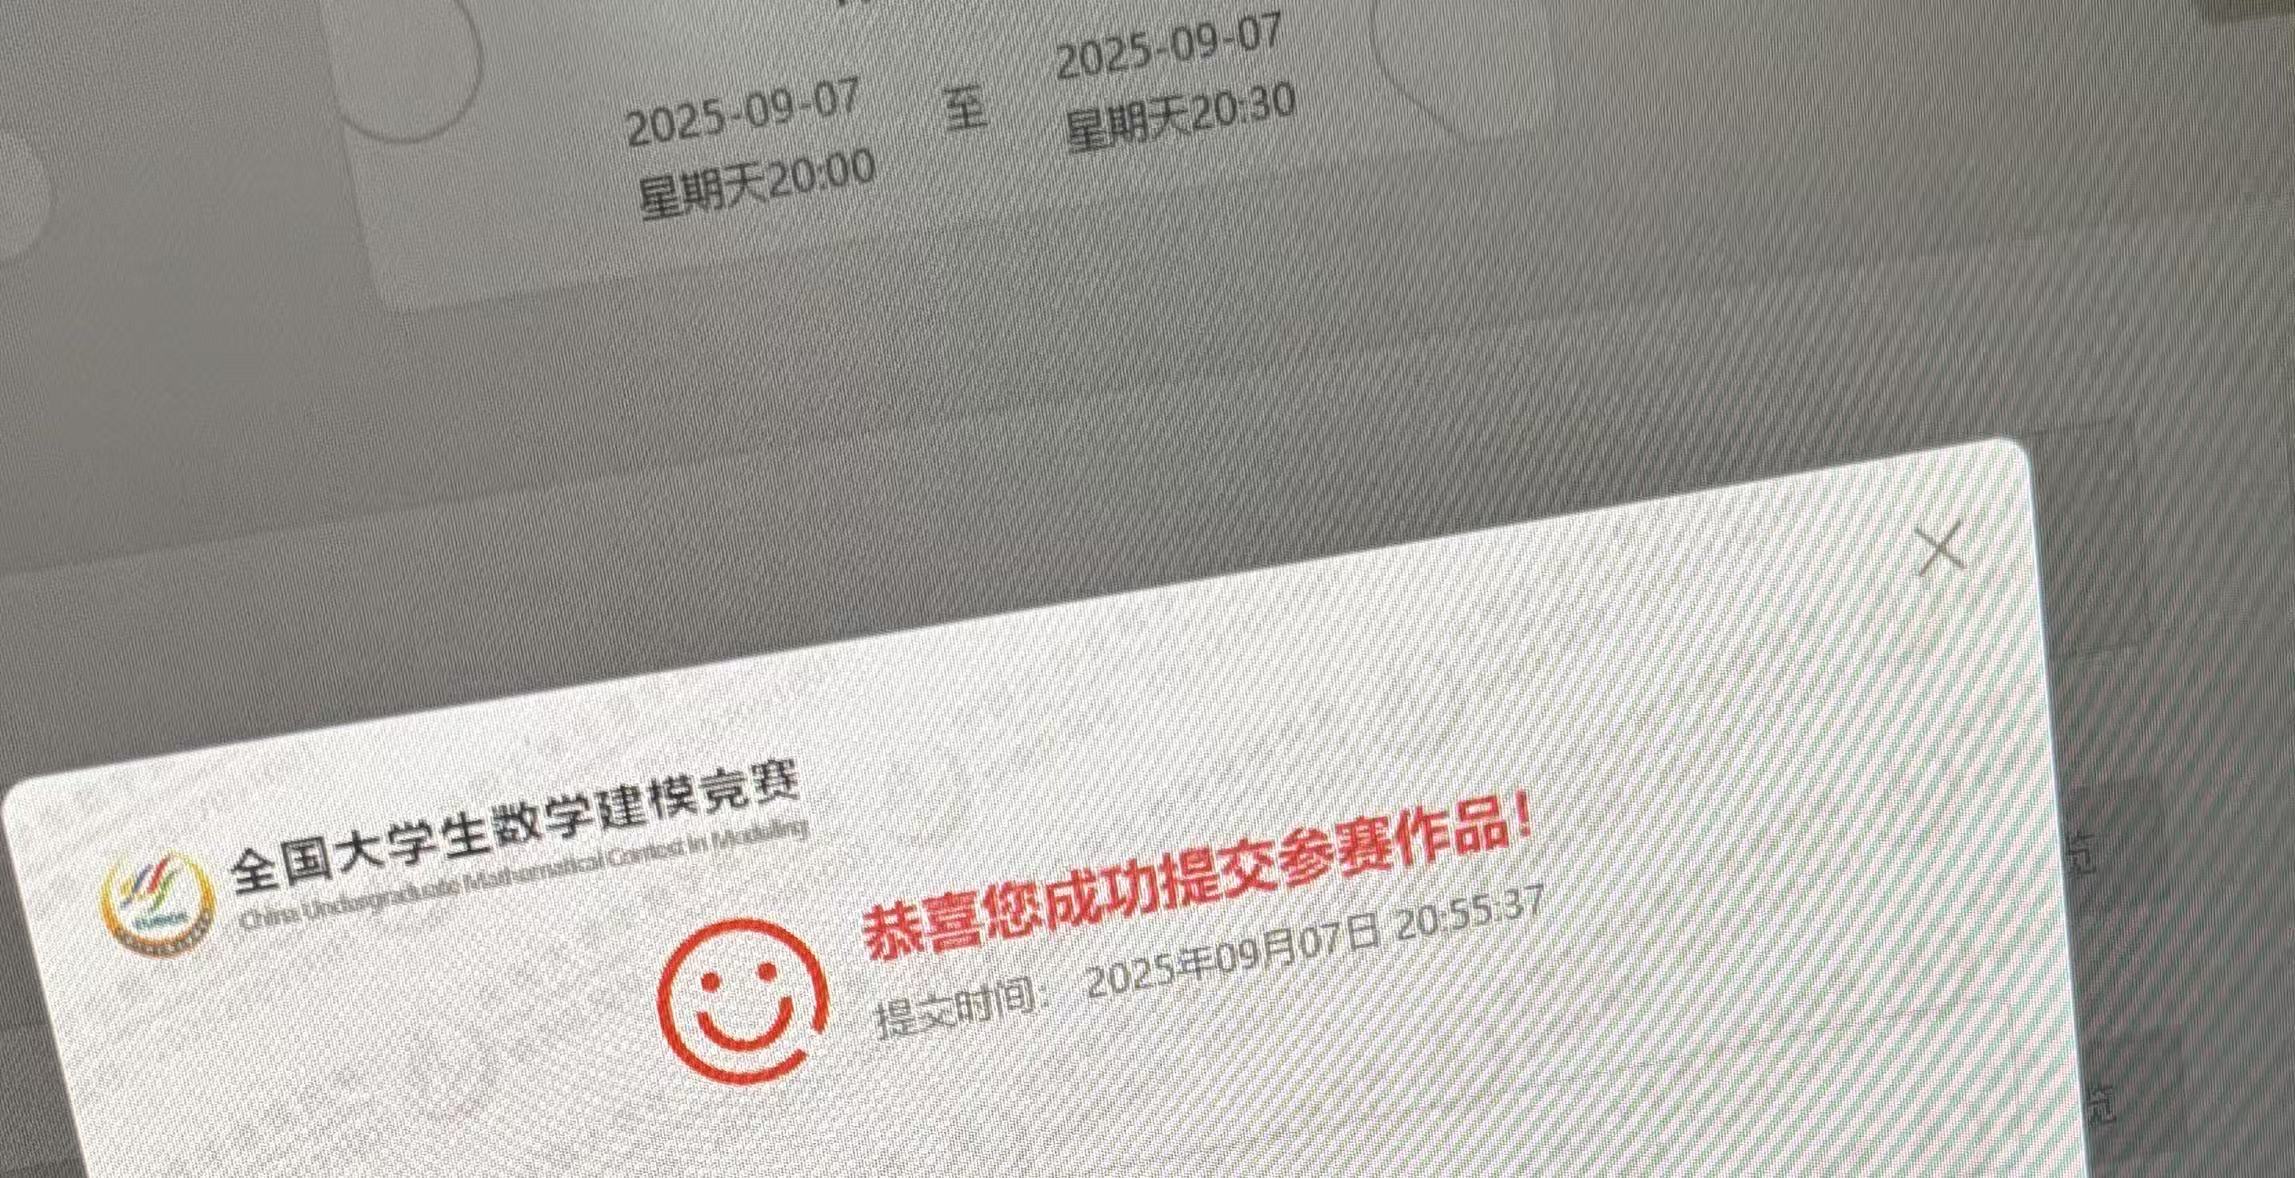 2025-09-07 至 2025-09-07
星期天20:00 星期天20:30
全国大学生数学建模竞赛
China Undergraduate Mathematical Contest in Modeling
恭喜您成功提交参赛作品！
提交时间： 2025年09月07日 20:55:37
览
览